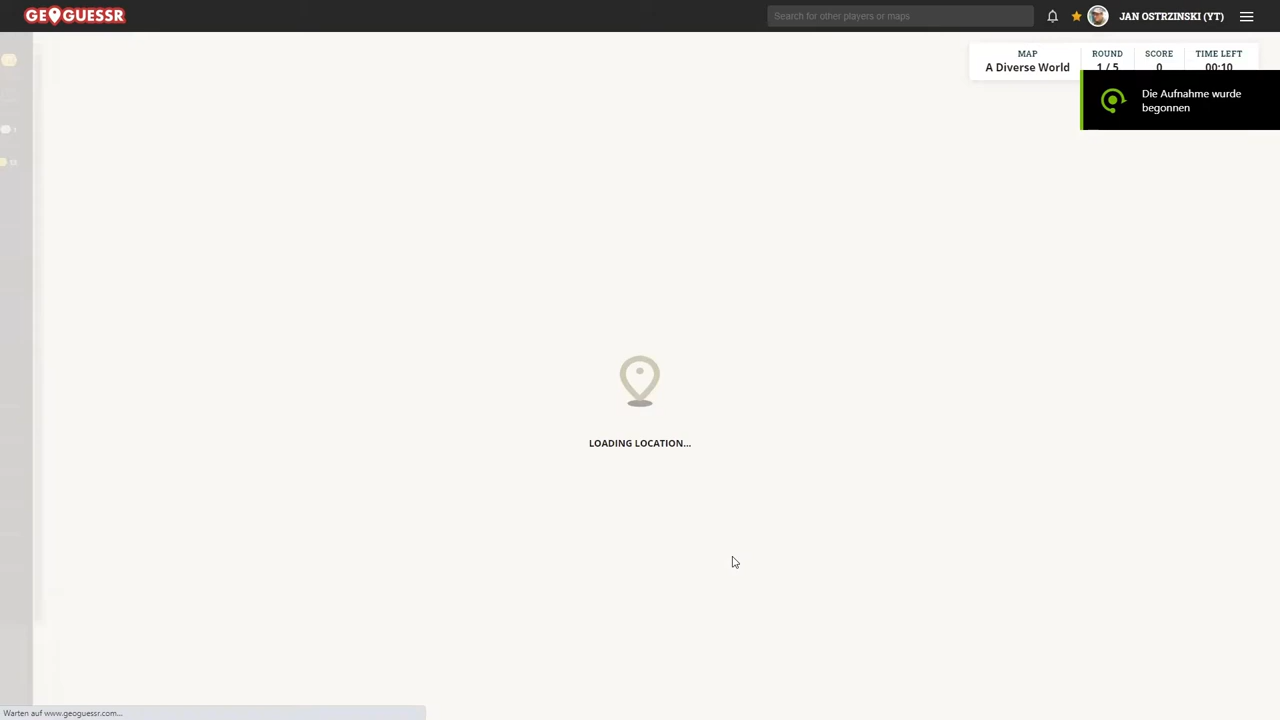 GEOGUESSR
Search for other players or maps
JAN OSTRZINSKI (YT)
MAP
A Diverse World
ROUND
1 / 5
SCORE
0
TIME LEFT
00:10
Die Aufnahme wurde
begonnen
LOADING LOCATION...
Warten auf www.geoguessr.com...